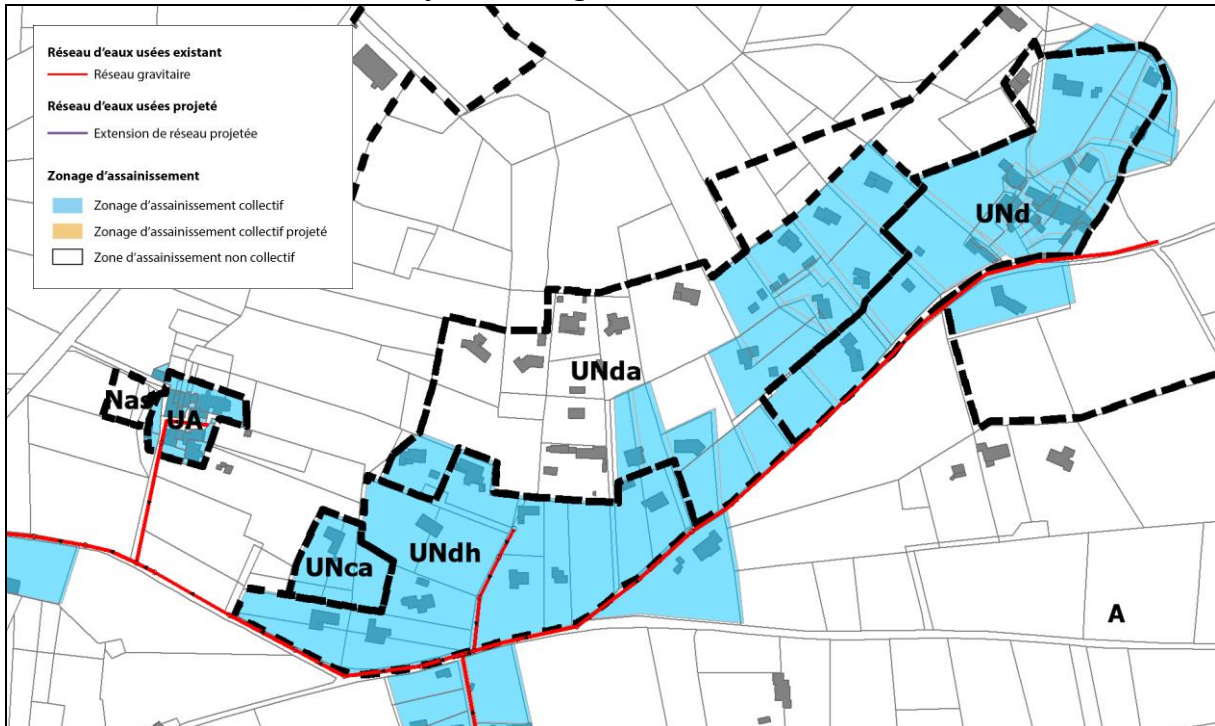 Réseau d'eaux usées existant
Réseau gravitaire
Réseau d'eaux usées projeté
Extension de réseau projetée
Zonage d'assainissement
Zonage d'assainissement collectif
Zonage d'assainissement collectif projeté
Zone d'assainissement non collectif
UNd
UNda
Nas
UA
UNdh
UNca
A